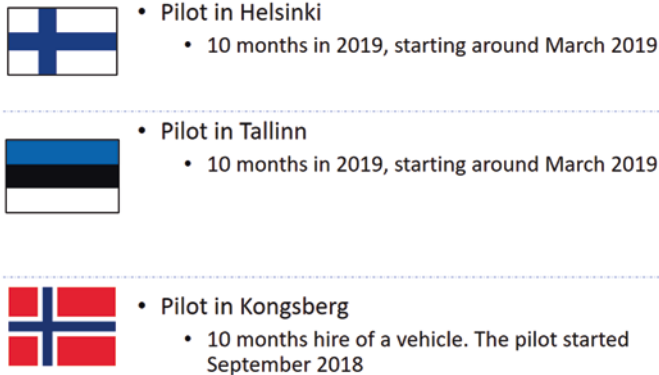 • Pilot in Helsinki
• 10 months in 2019, starting around March 2019
• Pilot in Tallinn
• 10 months in 2019, starting around March 2019
• Pilot in Kongsberg
• 10 months hire of a vehicle. The pilot started
September 2018